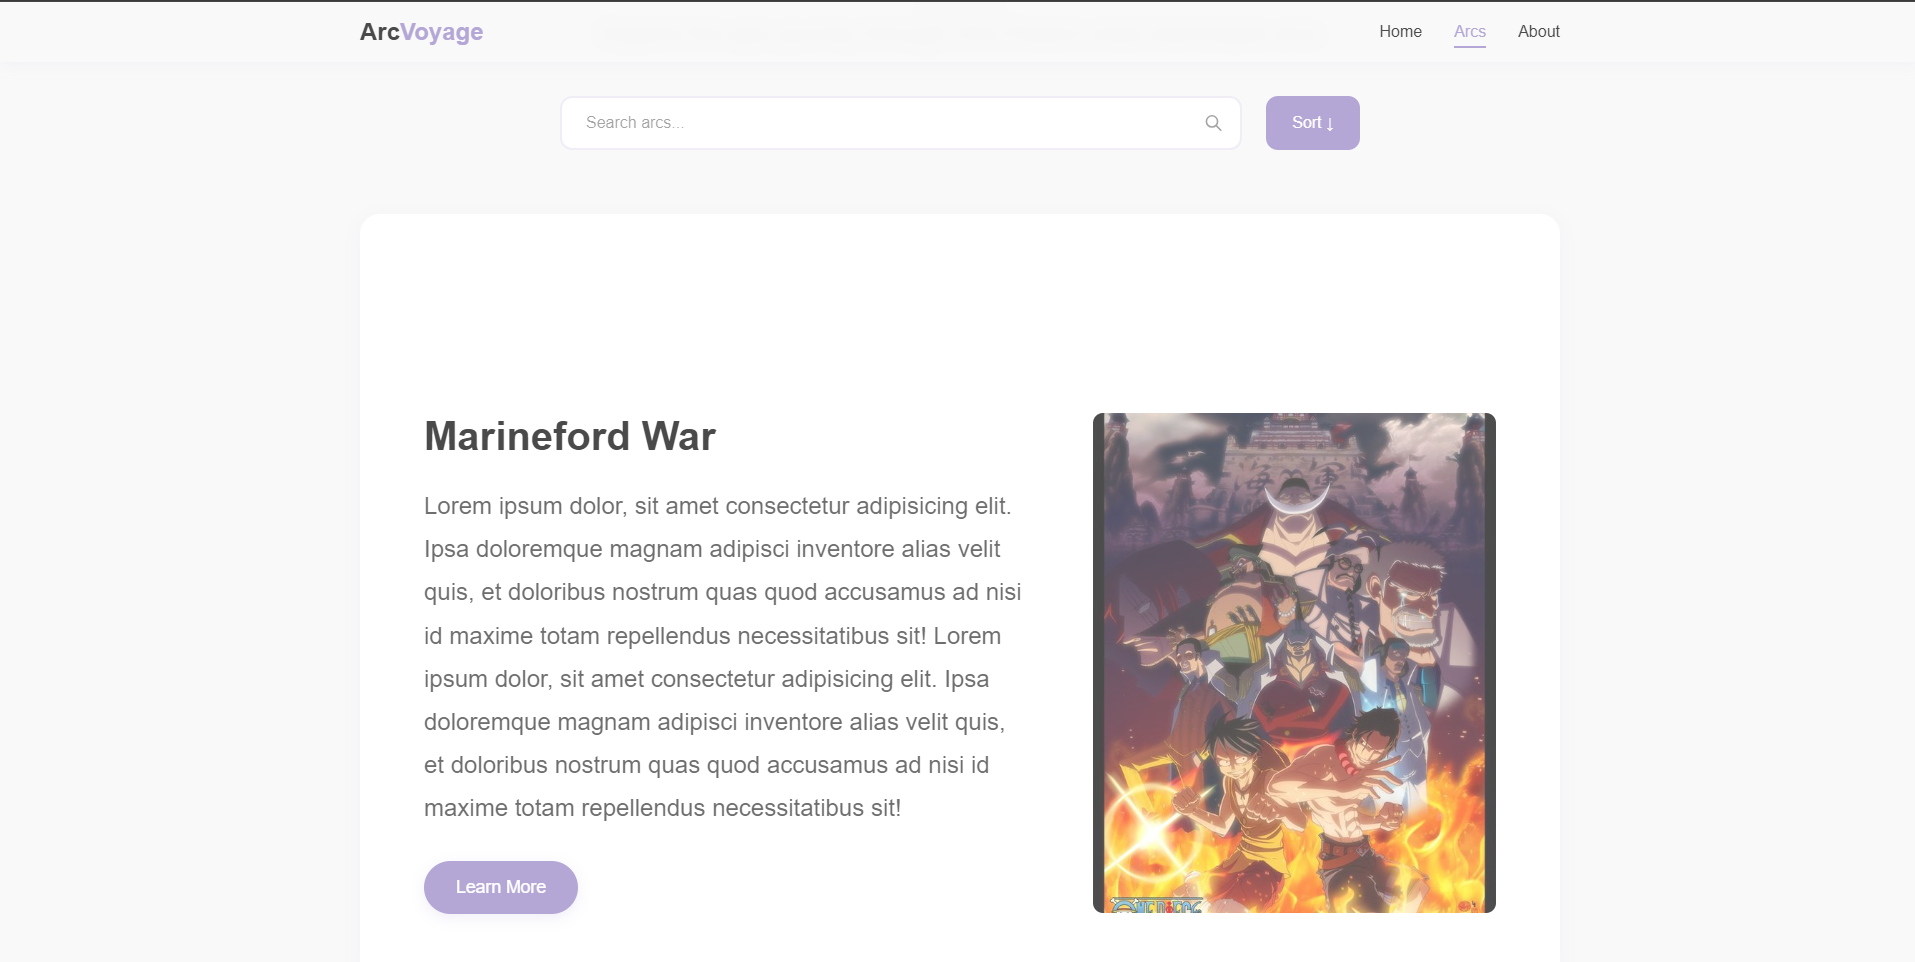 ArcVoyage
Home Arcs About
Search arcs...
Sort ↓
Marineford War
Lorem ipsum dolor, sit amet consectetur adipisicing elit.
Ipsa doloremque magnam adipisci inventore alias velit
quis, et doloribus nostrum quas quod accusamus ad nisi
id maxime totam repellendus necessitatibus sit! Lorem
ipsum dolor, sit amet consectetur adipisicing elit. Ipsa
doloremque magnam adipisci inventore alias velit quis,
et doloribus nostrum quas quod accusamus ad nisi id
maxime totam repellendus necessitatibus sit!
Learn More
ONE PIECE